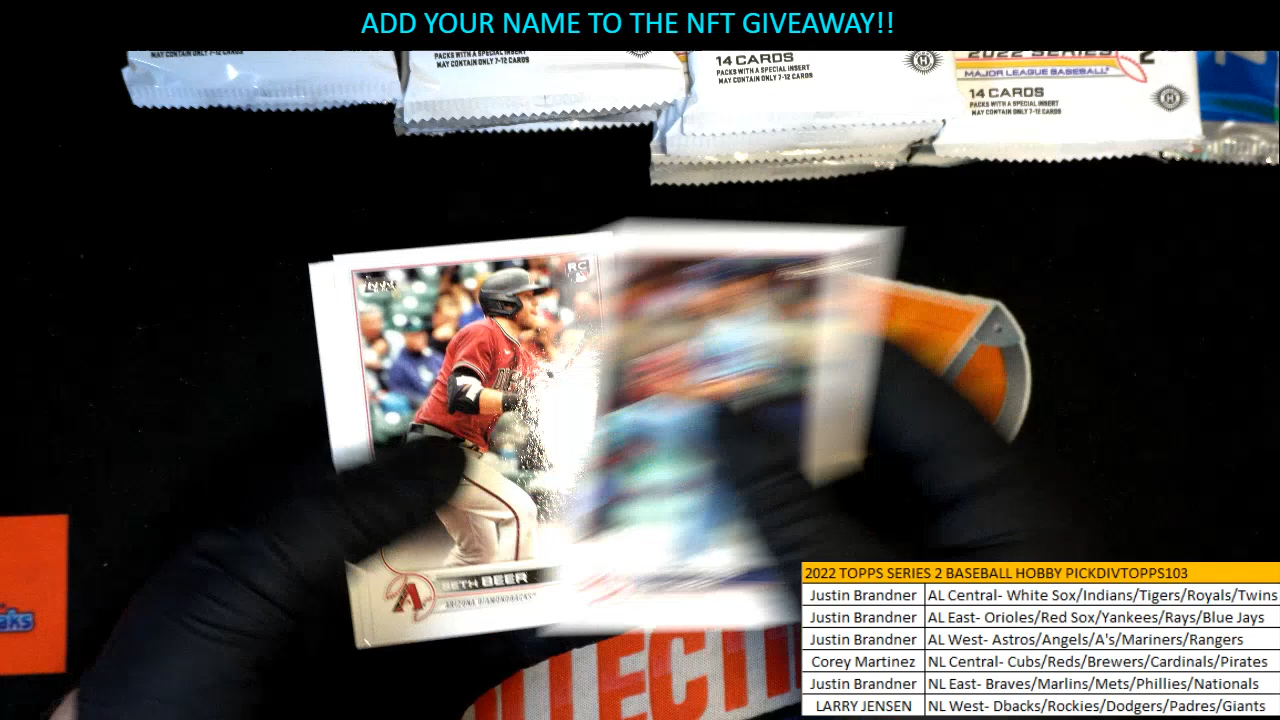 ADD YOUR NAME TO THE NFT GIVEAWAY!!
MAY CONTAIN ONLY 7-12 CARDS
PACKS WITH A SPECIAL INSERT
MAY CONTAIN ONLY 7-12 CARDS
14 CARDS
PACKS WITH A SPECIAL INSERT
MAY CONTAIN ONLY 7-12 CARDS
2022 SERIES 2
MAJOR LEAGUE BASEBALL
14 CARDS
PACKS WITH A SPECIAL INSERT
MAY CONTAIN ONLY 7-12 CARDS
RC
SETH BEER
ARIZONA DIAMONDBACKS
2022 TOPPS SERIES 2 BASEBALL HOBBY PICKDIVTOPPS103
Justin Brandner AL Central- White Sox/Indians/Tigers/Royals/Twins
Justin Brandner AL East- Orioles/Red Sox/Yankees/Rays/Blue Jays
Justin Brandner AL West- Astros/Angels/A's/Mariners/Rangers
Corey Martinez NL Central- Cubs/Reds/Brewers/Cardinals/Pirates
Justin Brandner NL East- Braves/Marlins/Mets/Phillies/Nationals
LARRY JENSEN NL West- Dbacks/Rockies/Dodgers/Padres/Giants